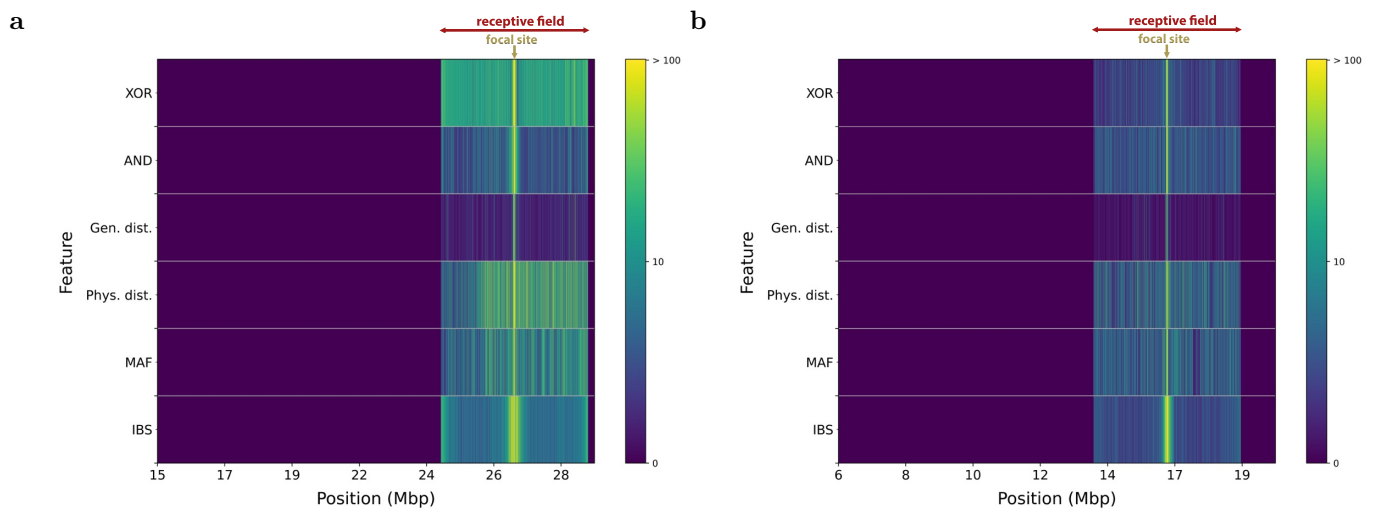 a
receptive field
focal site
XOR
AND
Gen. dist.
Phys. dist.
MAF
IBS
Feature
15 17 19 22 24 26 28
Position (Mbp)
> 100
10
0
b
receptive field
focal site
XOR
AND
Gen. dist.
Phys. dist.
MAF
IBS
Feature
6 8 10 12 14 17 19
Position (Mbp)
> 100
10
0